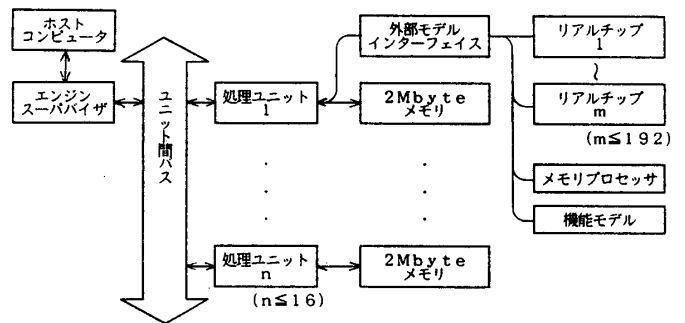 ホスト
コンピュータ
エンジン
スーパバイザ
ユニット間バス
処理ユニット
1
処理ユニット
n
(n≦16)
外部モデル
インターフェイス
2Mbyte
メモリ
2Mbyte
メモリ
リアルチップ
1
リアルチップ
m
(m≦192)
メモリプロセッサ
機能モデル